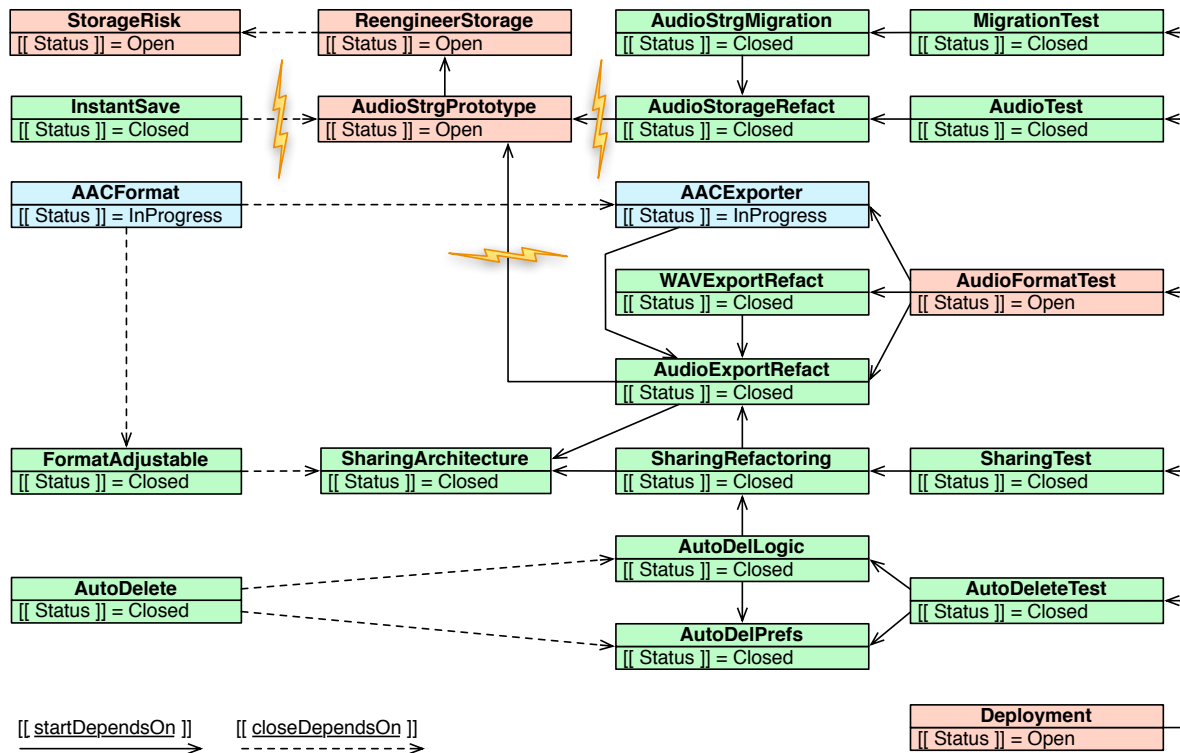 StorageRisk
[[ Status ]] = Open
ReengineerStorage
[[ Status ]] = Open
AudioStrgMigration
[[ Status ]] = Closed
MigrationTest
[[ Status ]] = Closed
InstantSave
[[ Status ]] = Closed
AudioStrgPrototype
[[ Status ]] = Open
AudioStorageRefact
[[ Status ]] = Closed
AudioTest
[[ Status ]] = Closed
AACFormat
[[ Status ]] = InProgress
AACExporter
[[ Status ]] = InProgress
WAVExportRefact
[[ Status ]] = Closed
AudioFormatTest
[[ Status ]] = Open
AudioExportRefact
[[ Status ]] = Closed
FormatAdjustable
[[ Status ]] = Closed
SharingArchitecture
[[ Status ]] = Closed
SharingRefactoring
[[ Status ]] = Closed
SharingTest
[[ Status ]] = Closed
AutoDelLogic
[[ Status ]] = Closed
AutoDelete
[[ Status ]] = Closed
AutoDeleteTest
[[ Status ]] = Closed
AutoDelPrefs
[[ Status ]] = Closed
[[ startDependsOn ]]
[[ closeDependsOn ]]
Deployment
[[ Status ]] = Open